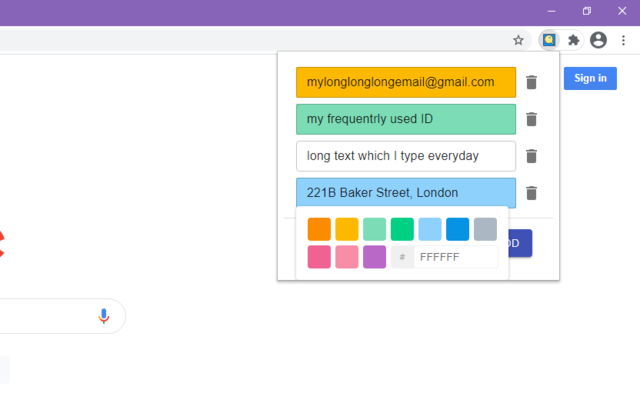 mylonglonglongemail@gmail.com
Sign in
my frequentrly used ID
long text which I type everyday
221B Baker Street, London
# FFFFFF